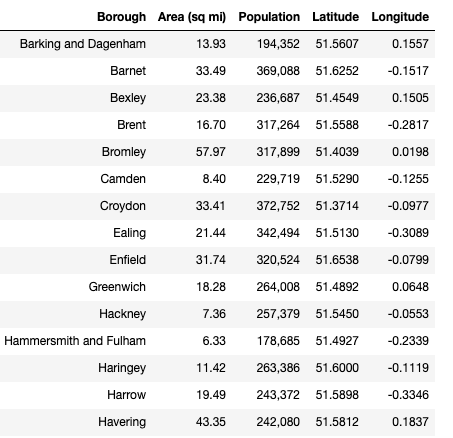 Borough Area (sq mi) Population Latitude Longitude
Barking and Dagenham 13.93 194,352 51.5607 0.1557
Barnet 33.49 369,088 51.6252 -0.1517
Bexley 23.38 236,687 51.4549 0.1505
Brent 16.70 317,264 51.5588 -0.2817
Bromley 57.97 317,899 51.4039 0.0198
Camden 8.40 229,719 51.5290 -0.1255
Croydon 33.41 372,752 51.3714 -0.0977
Ealing 21.44 342,494 51.5130 -0.3089
Enfield 31.74 320,524 51.6538 -0.0799
Greenwich 18.28 264,008 51.4892 0.0648
Hackney 7.36 257,379 51.5450 -0.0553
Hammersmith and Fulham 6.33 178,685 51.4927 -0.2339
Haringey 11.42 263,386 51.6000 -0.1119
Harrow 19.49 243,372 51.5898 -0.3346
Havering 43.35 242,080 51.5812 0.1837